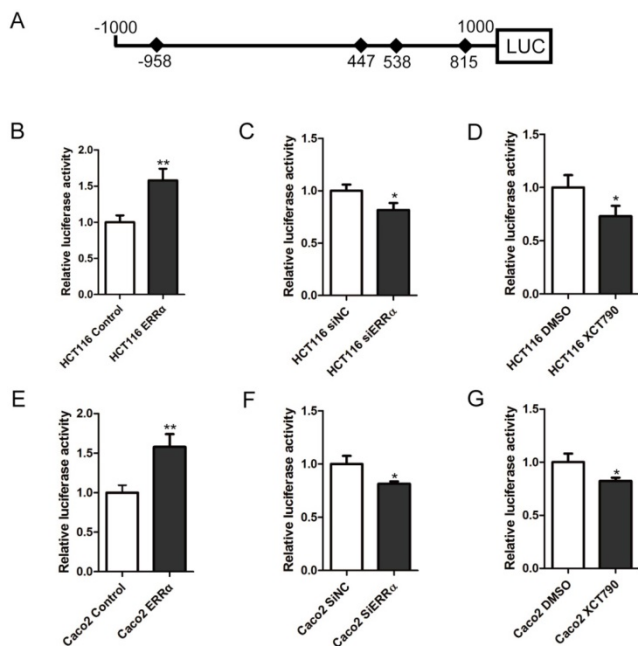 A
-1000
1000
LUC
-958
447
538
815
B
Relative luciferase activity
2.0
1.5
1.0
0.5
0.0
**
HCT116 Control
HCT116 ERRα
C
Relative luciferase activity
1.5
1.0
0.5
0.0
*
HCT116 siNC
HCT116 siERRα
D
Relative luciferase activity
1.5
1.0
0.5
0.0
*
HCT116 DMSO
HCT116 XCT790
E
Relative luciferase activity
2.0
1.5
1.0
0.5
0.0
**
Caco2 Control
Caco2 ERRα
F
Relative luciferase activity
1.5
1.0
0.5
0.0
*
Caco2 SiNC
Caco2 SiERRα
G
Relative luciferase activity
1.5
1.0
0.5
0.0
*
Caco2 DMSO
Caco2 XCT790